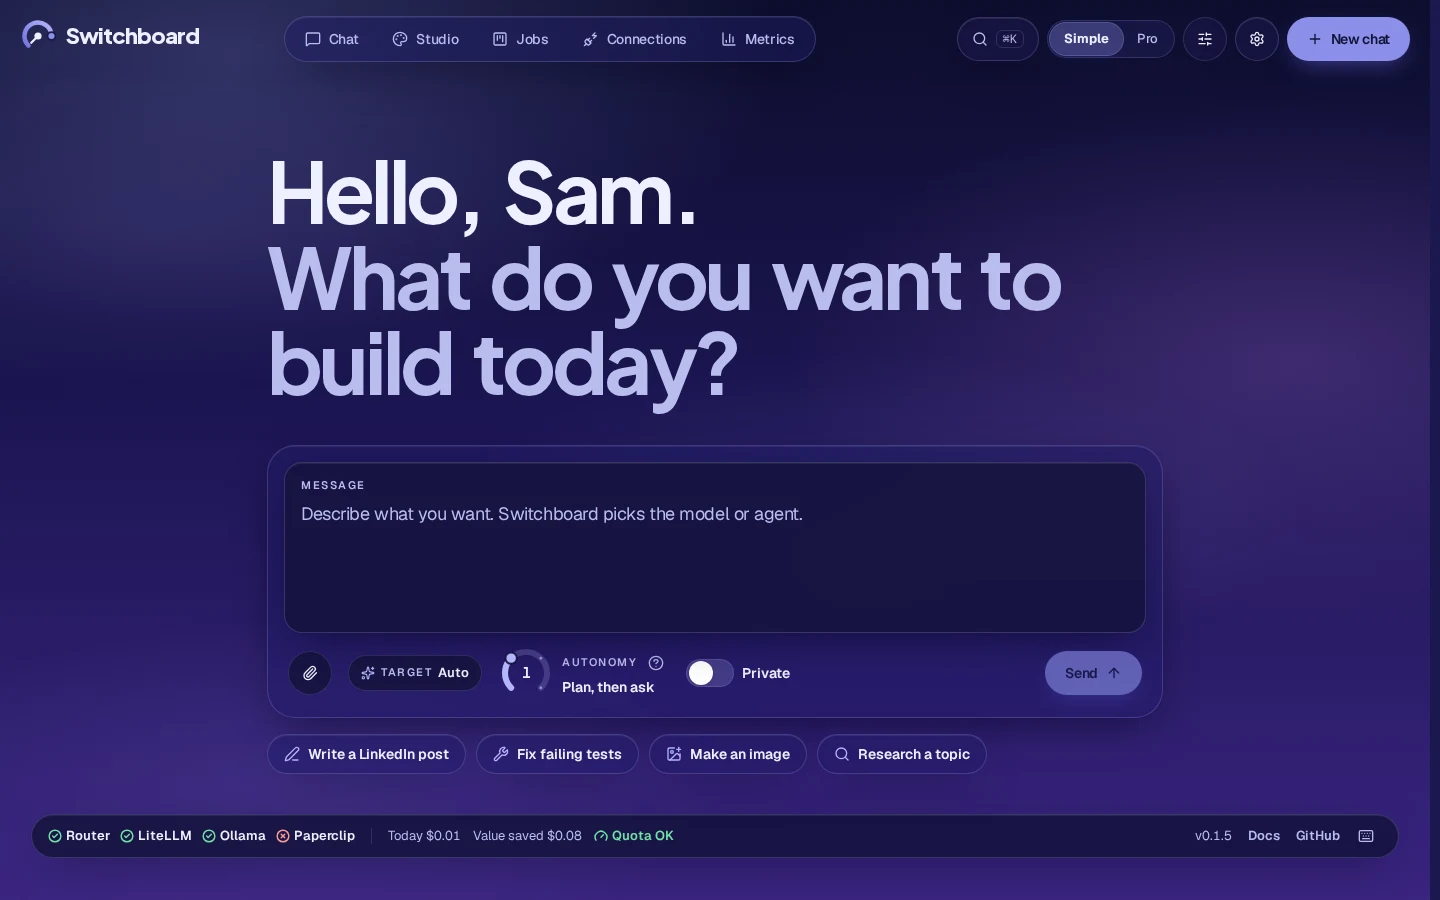 Switchboard
Chat
Studio
Jobs
Connections
Metrics
⌘K
Simple
Pro
New chat
Hello, Sam.
What do you want to
build today?
MESSAGE
Describe what you want. Switchboard picks the model or agent.
TARGET Auto
1
AUTONOMY
Plan, then ask
Private
Send
Write a LinkedIn post
Fix failing tests
Make an image
Research a topic
Router
LiteLLM
Ollama
Paperclip
Today $0.01
Value saved $0.08
Quota OK
v0.1.5
Docs
GitHub